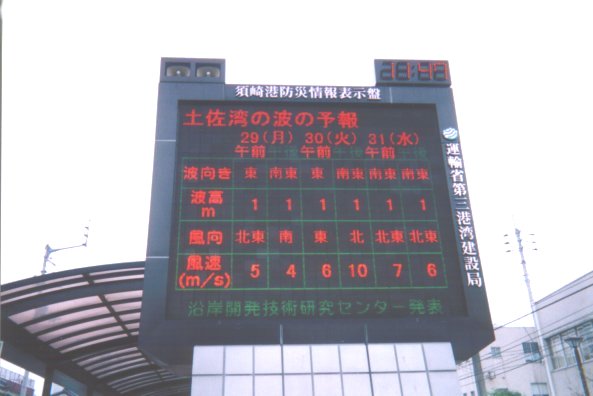 11:47
須崎港防災情報表示盤
土佐湾の波の予報
29(月) 30(火) 31(水)
午前 午後 午前 午後 午前 午後
波向き 東 南東 東 南東 南東 南東
波高m 1 1 1 1 1 1
風向 北東 南 東 北 北東 北東
風速(m/s) 5 4 6 10 7 6
沿岸開発技術研究センター発表
運輸省第三港湾建設局